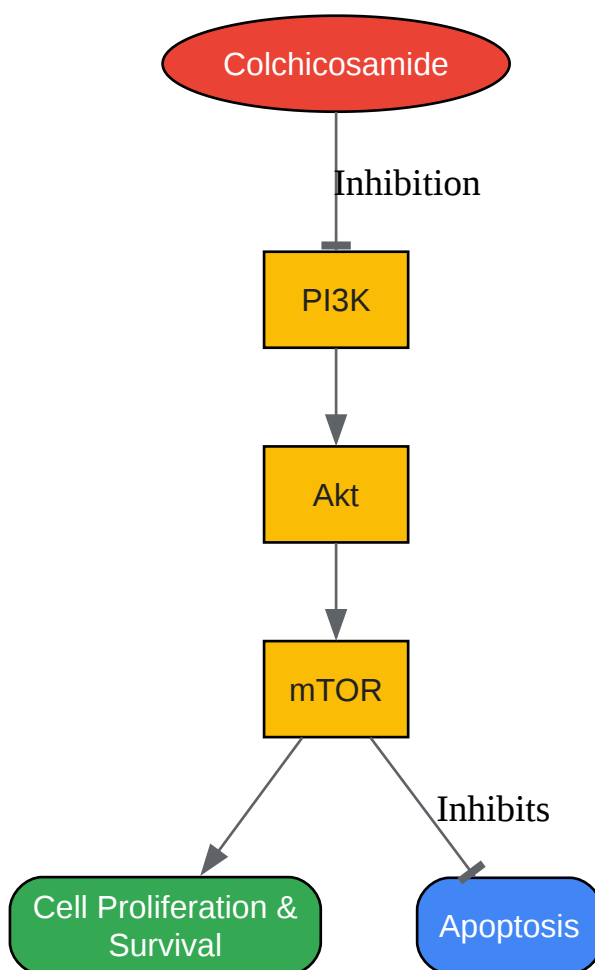 Colchicosamide
Inhibition
PI3K
Akt
mTOR
Inhibits
Cell Proliferation &
Survival
Apoptosis